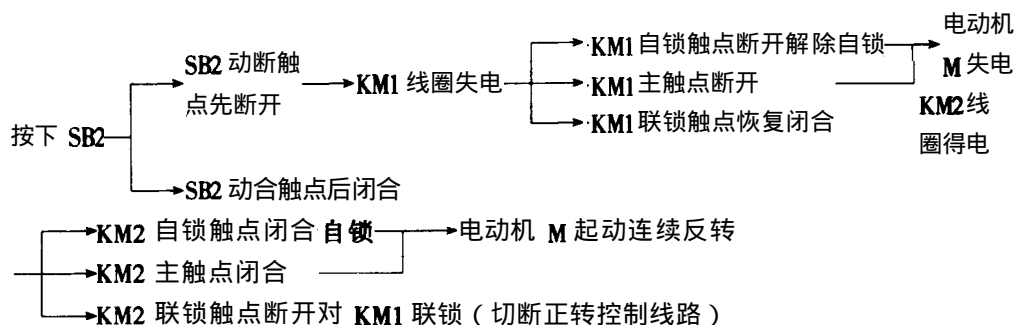 KM1 自锁触点断开解除自锁
电动机
SB2 动断触
点先断开
KM1 线圈失电
KM1 主触点断开
M 失电
KM1 联锁触点恢复闭合
KM2 线
圈得电
按下 SB2
SB2 动合触点后闭合
KM2 自锁触点闭合自锁
电动机 M 起动连续反转
KM2 主触点闭合
KM2 联锁触点断开对 KM1 联锁（切断正转控制线路）